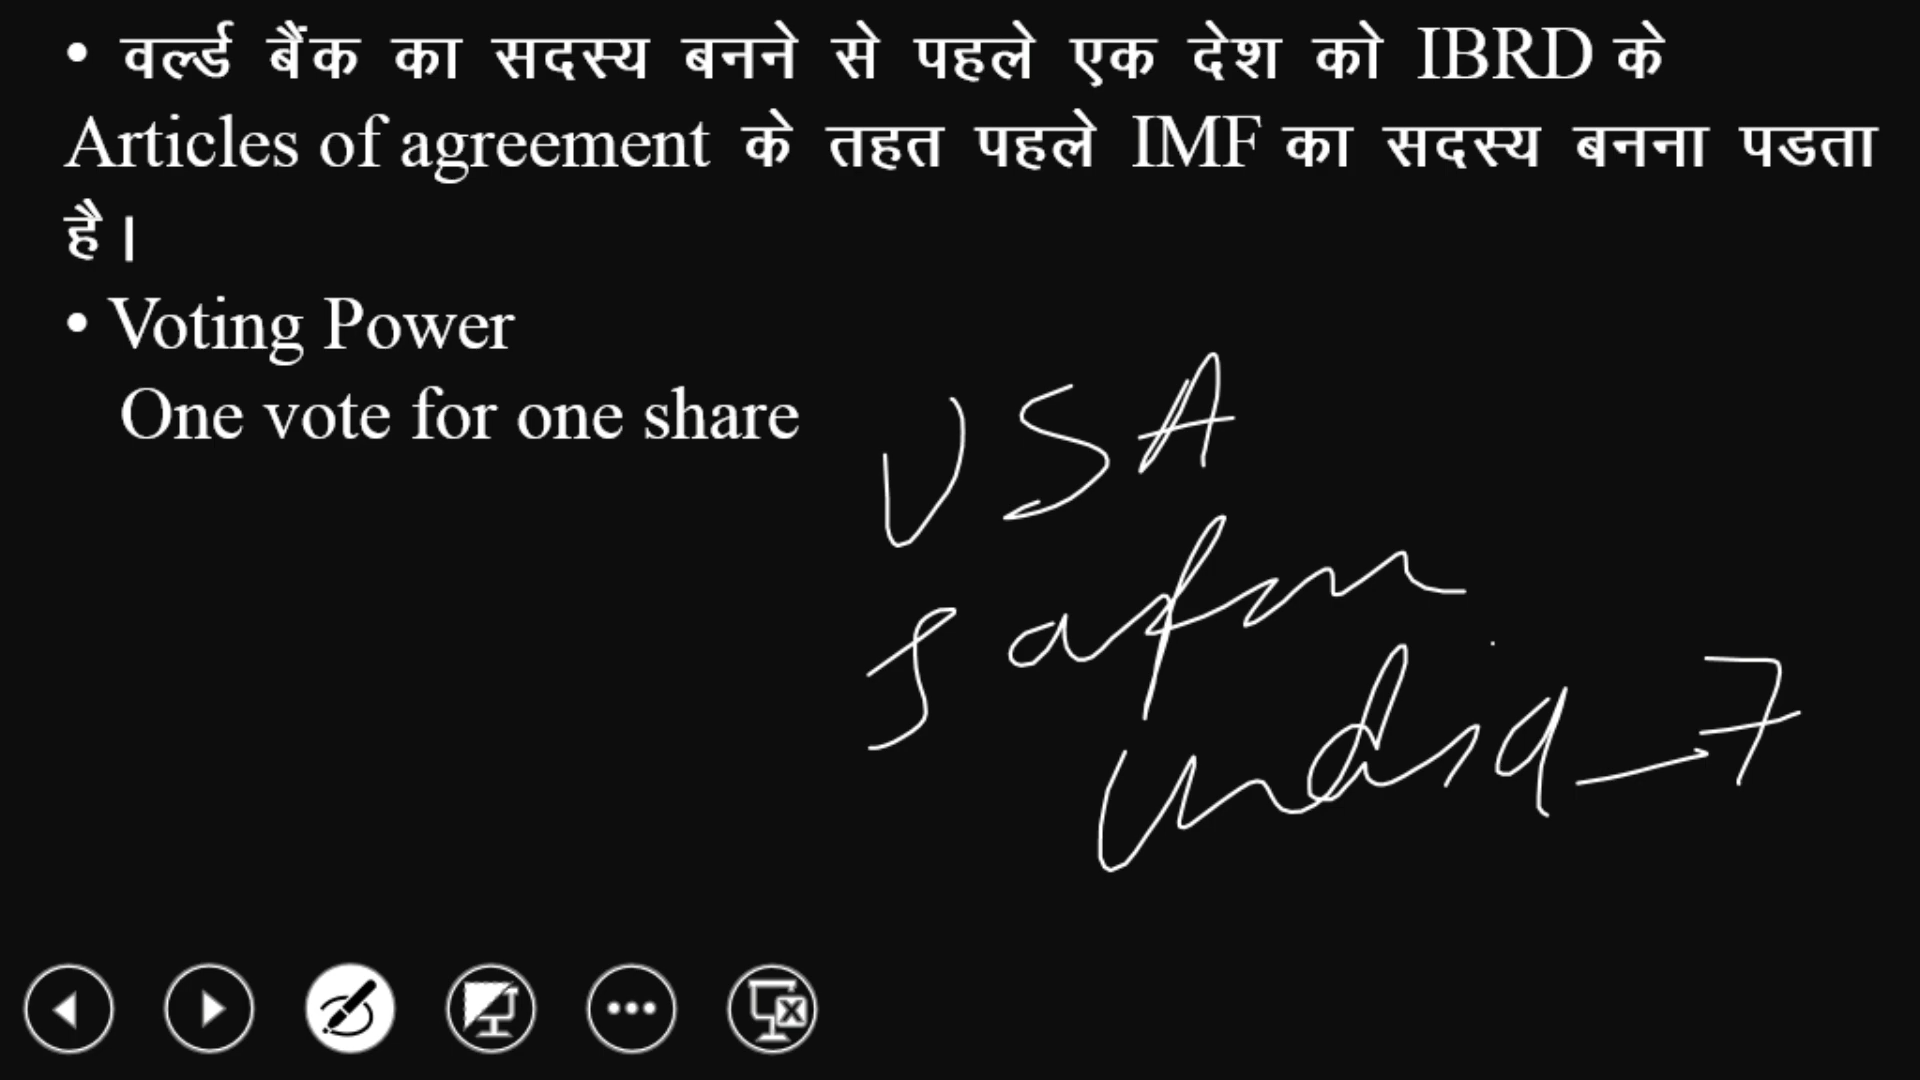 • वर्ल्ड बैंक का सदस्य बनने से पहले एक देश को IBRD के
Articles of agreement के तहत पहले IMF का सदस्य बनना पडता
है।
• Voting Power
One vote for one share
USA
Japan
India - 7